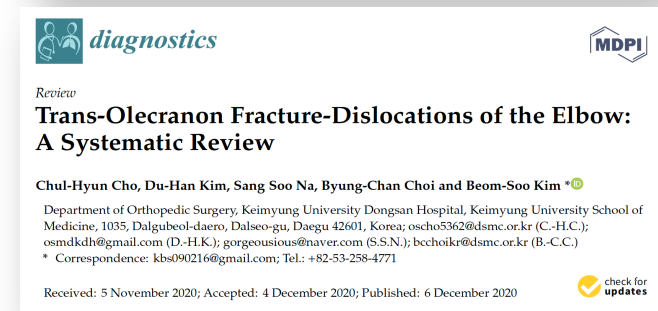 diagnostics
MDPI
Review
Trans-Olecranon Fracture-Dislocations of the Elbow:
A Systematic Review
Chul-Hyun Cho, Du-Han Kim, Sang Soo Na, Byung-Chan Choi and Beom-Soo Kim *
iD
Department of Orthopedic Surgery, Keimyung University Dongsan Hospital, Keimyung University School of
Medicine, 1035, Dalgubeol-daero, Dalseo-gu, Daegu 42601, Korea; oscho5362@dsmc.or.kr (C.-H.C.);
osmdkdh@gmail.com (D.-H.K.); gorgeousious@naver.com (S.S.N.); bcchoikr@dsmc.or.kr (B.-C.C.)
* Correspondence: kbs090216@gmail.com; Tel.: +82-53-258-4771
Received: 5 November 2020; Accepted: 4 December 2020; Published: 6 December 2020
check for
updates